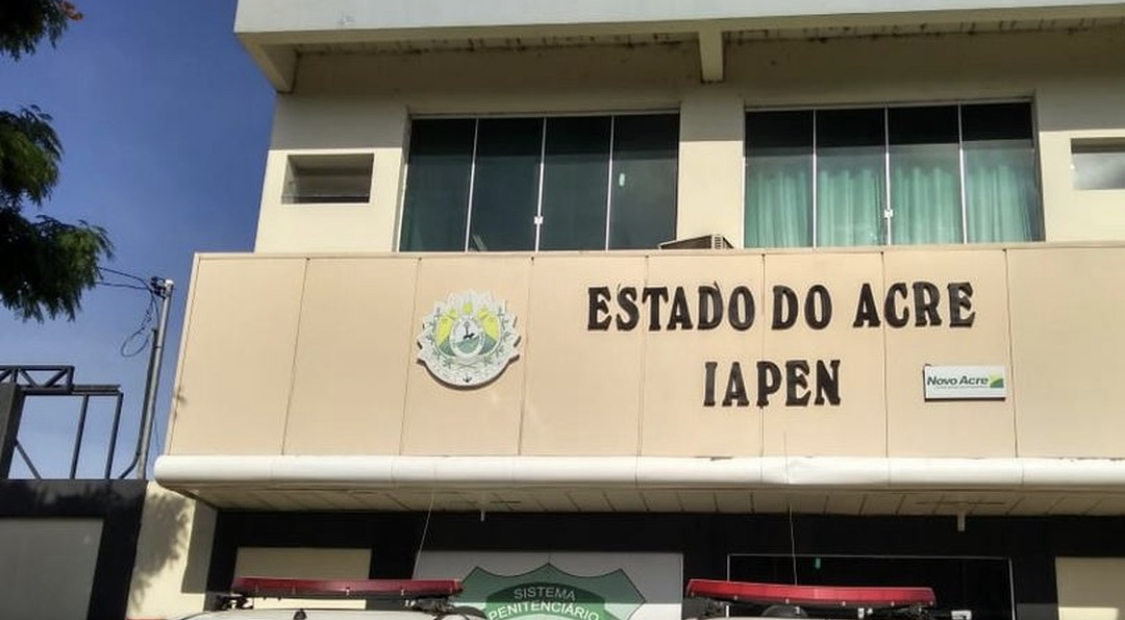 ESTADO DO ACRE
IAPEN
Novo Acre
SISTEMA
PENITENCIÁRIO